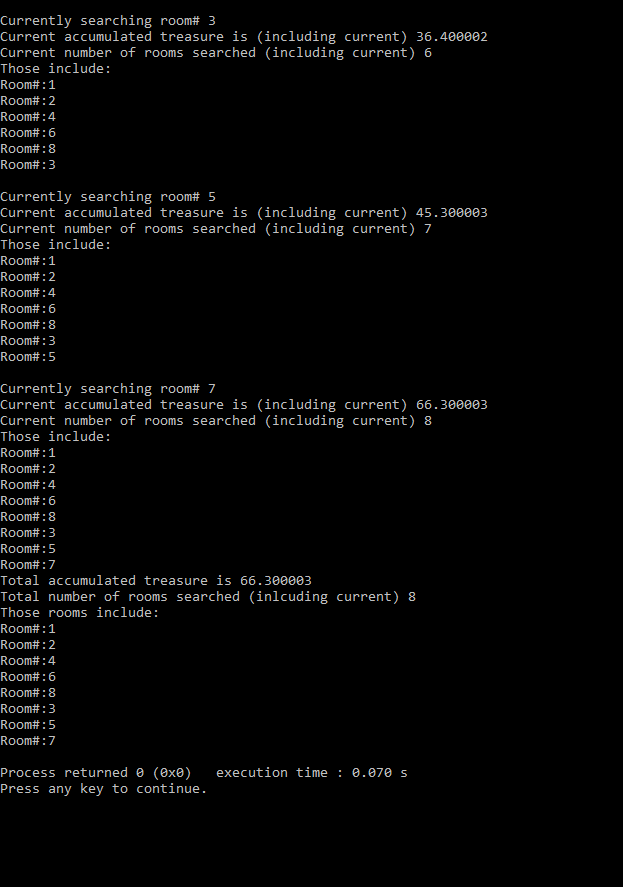 Currently searching room# 3
Current accumulated treasure is (including current) 36.400002
Current number of rooms searched (including current) 6
Those include:
Room#:1
Room#:2
Room#:4
Room#:6
Room#:8
Room#:3
Currently searching room# 5
Current accumulated treasure is (including current) 45.300003
Current number of rooms searched (including current) 7
Those include:
Room#:1
Room#:2
Room#:4
Room#:6
Room#:8
Room#:3
Room#:5
Currently searching room# 7
Current accumulated treasure is (including current) 66.300003
Current number of rooms searched (including current) 8
Those include:
Room#:1
Room#:2
Room#:4
Room#:6
Room#:8
Room#:3
Room#:5
Room#:7
Total accumulated treasure is 66.300003
Total number of rooms searched (inlcuding current) 8
Those rooms include:
Room#:1
Room#:2
Room#:4
Room#:6
Room#:8
Room#:3
Room#:5
Room#:7
Process returned 0 (0x0)   execution time : 0.070 s
Press any key to continue.